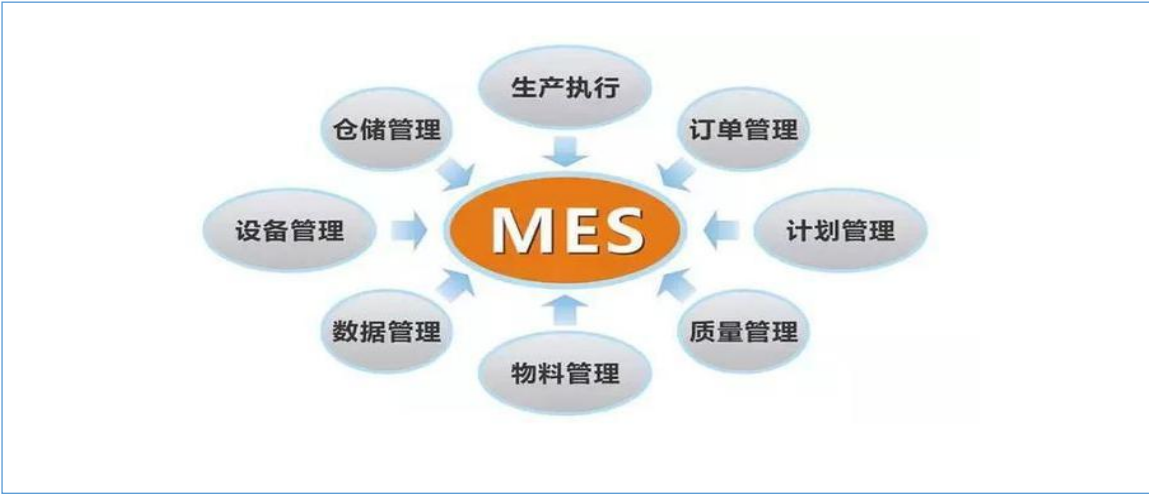 生产执行
仓储管理
订单管理
设备管理
MES
计划管理
数据管理
质量管理
物料管理